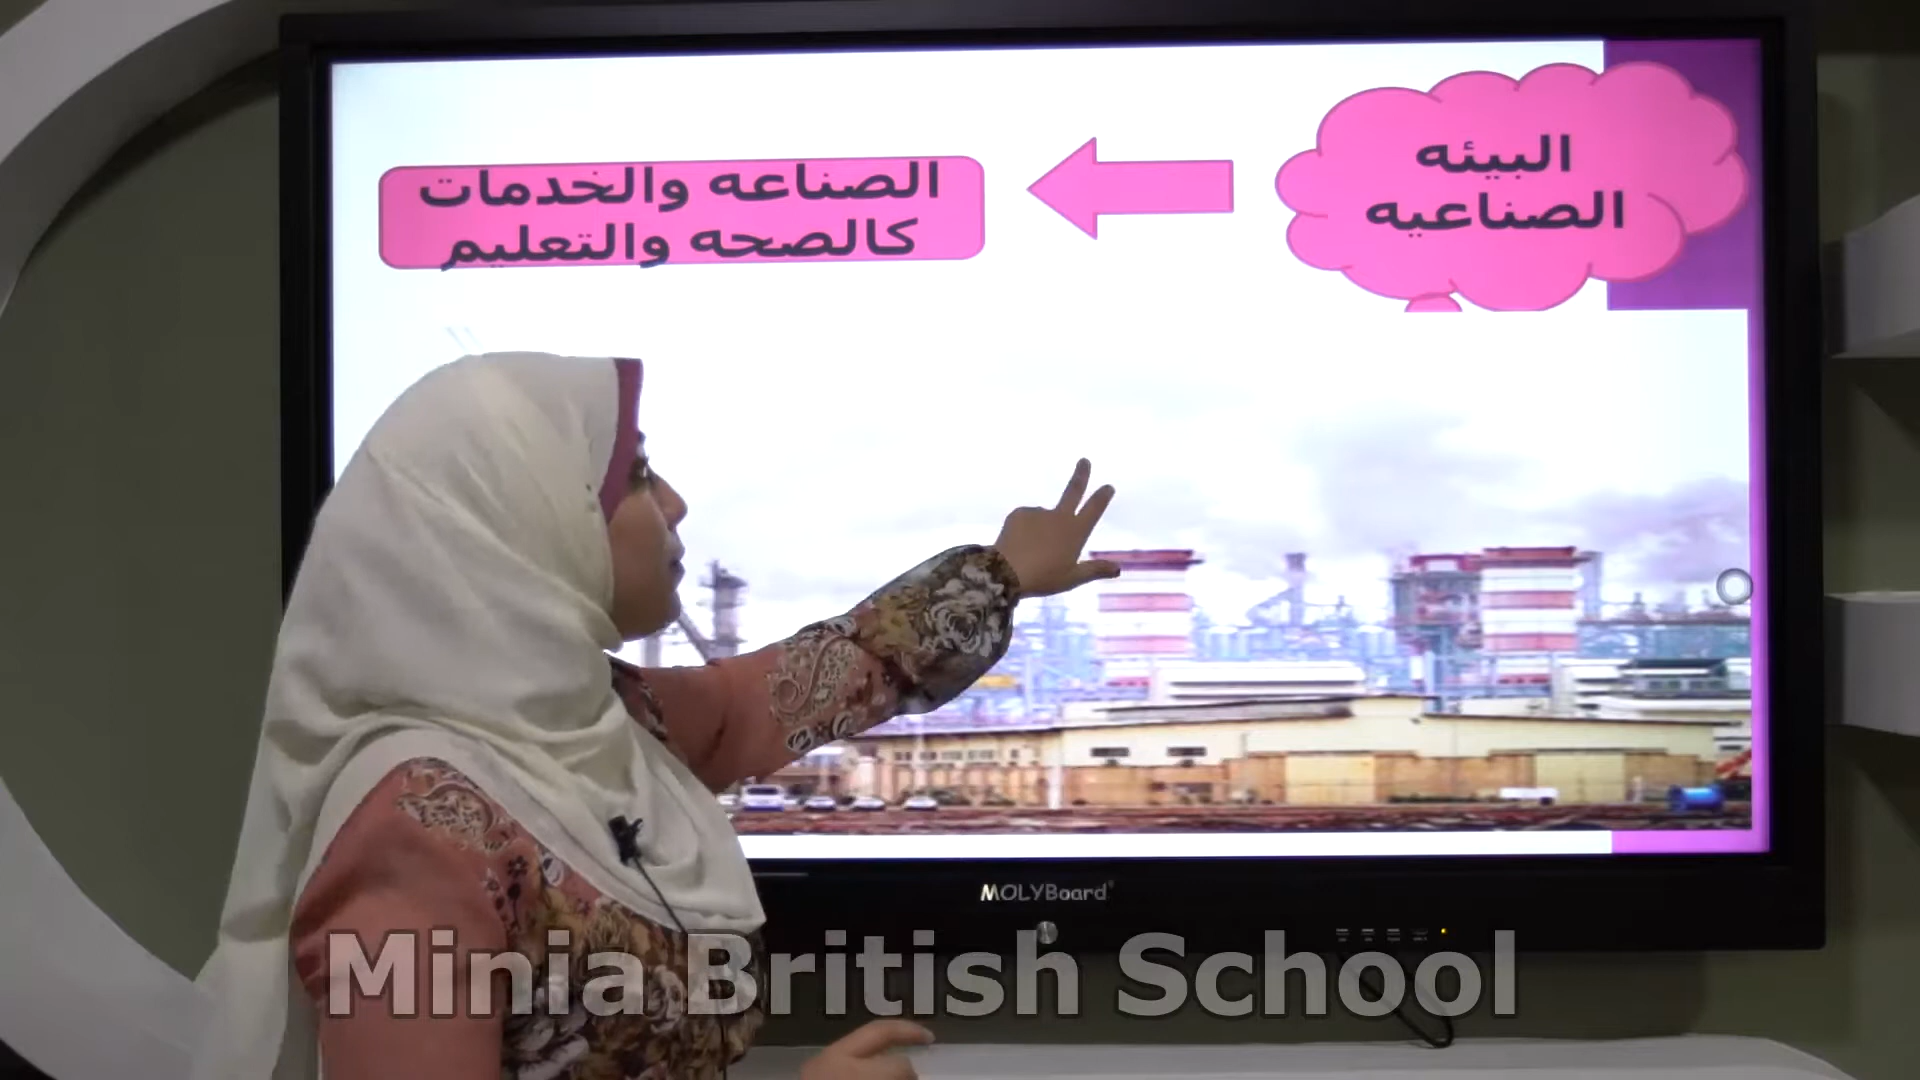 البيئه
الصناعيه
الصناعه والخدمات
كالصحه والتعليم
MOLYBoard
Minia British School